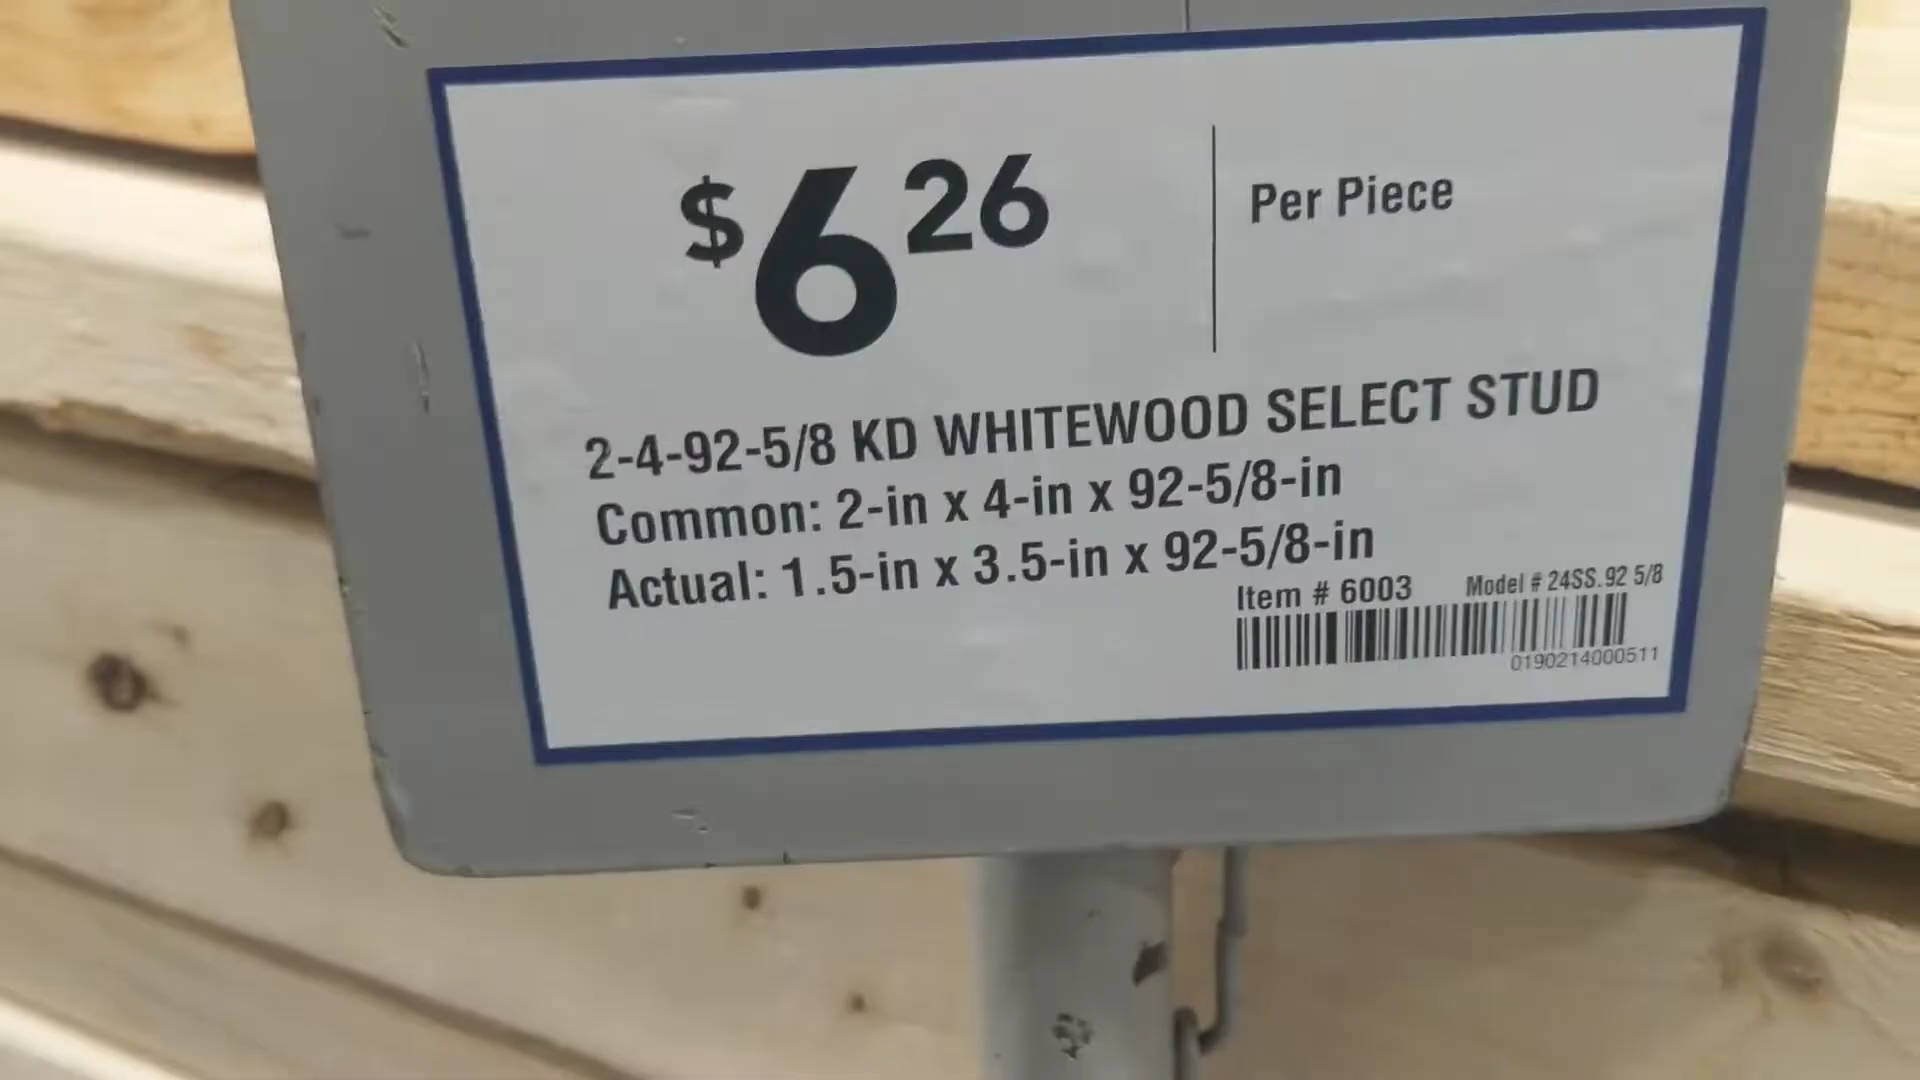 $6 26
Per Piece
2-4-92-5/8 KD WHITEWOOD SELECT STUD
Common: 2-in x 4-in x 92-5/8-in
Actual: 1.5-in x 3.5-in x 92-5/8-in
Item # 6003 Model # 24SS.92 5/8
0190214000511